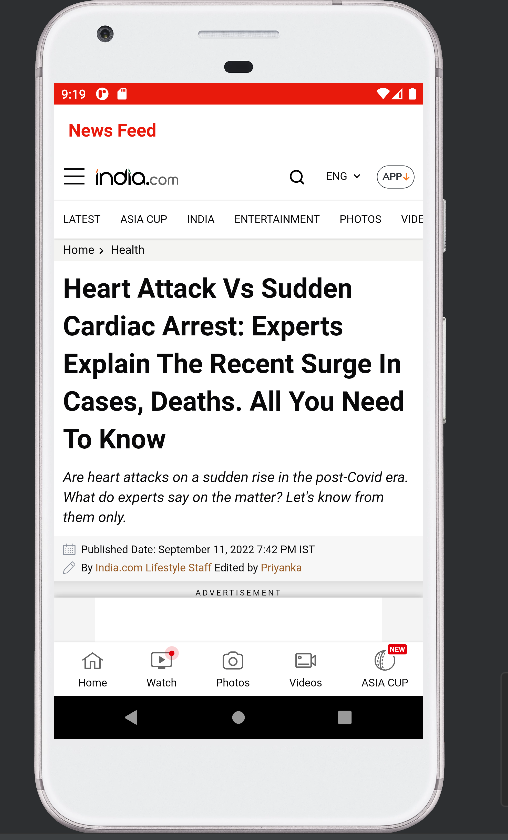 9:19
News Feed
india.com
ENG
APP
LATEST ASIA CUP INDIA ENTERTAINMENT PHOTOS VIDE
Home > Health
Heart Attack Vs Sudden
Cardiac Arrest: Experts
Explain The Recent Surge In
Cases, Deaths. All You Need
To Know
Are heart attacks on a sudden rise in the post-Covid era.
What do experts say on the matter? Let's know from
them only.
Published Date: September 11, 2022 7:42 PM IST
By India.com Lifestyle Staff Edited by Priyanka
ADVERTISEMENT
NEW
Home Watch Photos Videos ASIA CUP